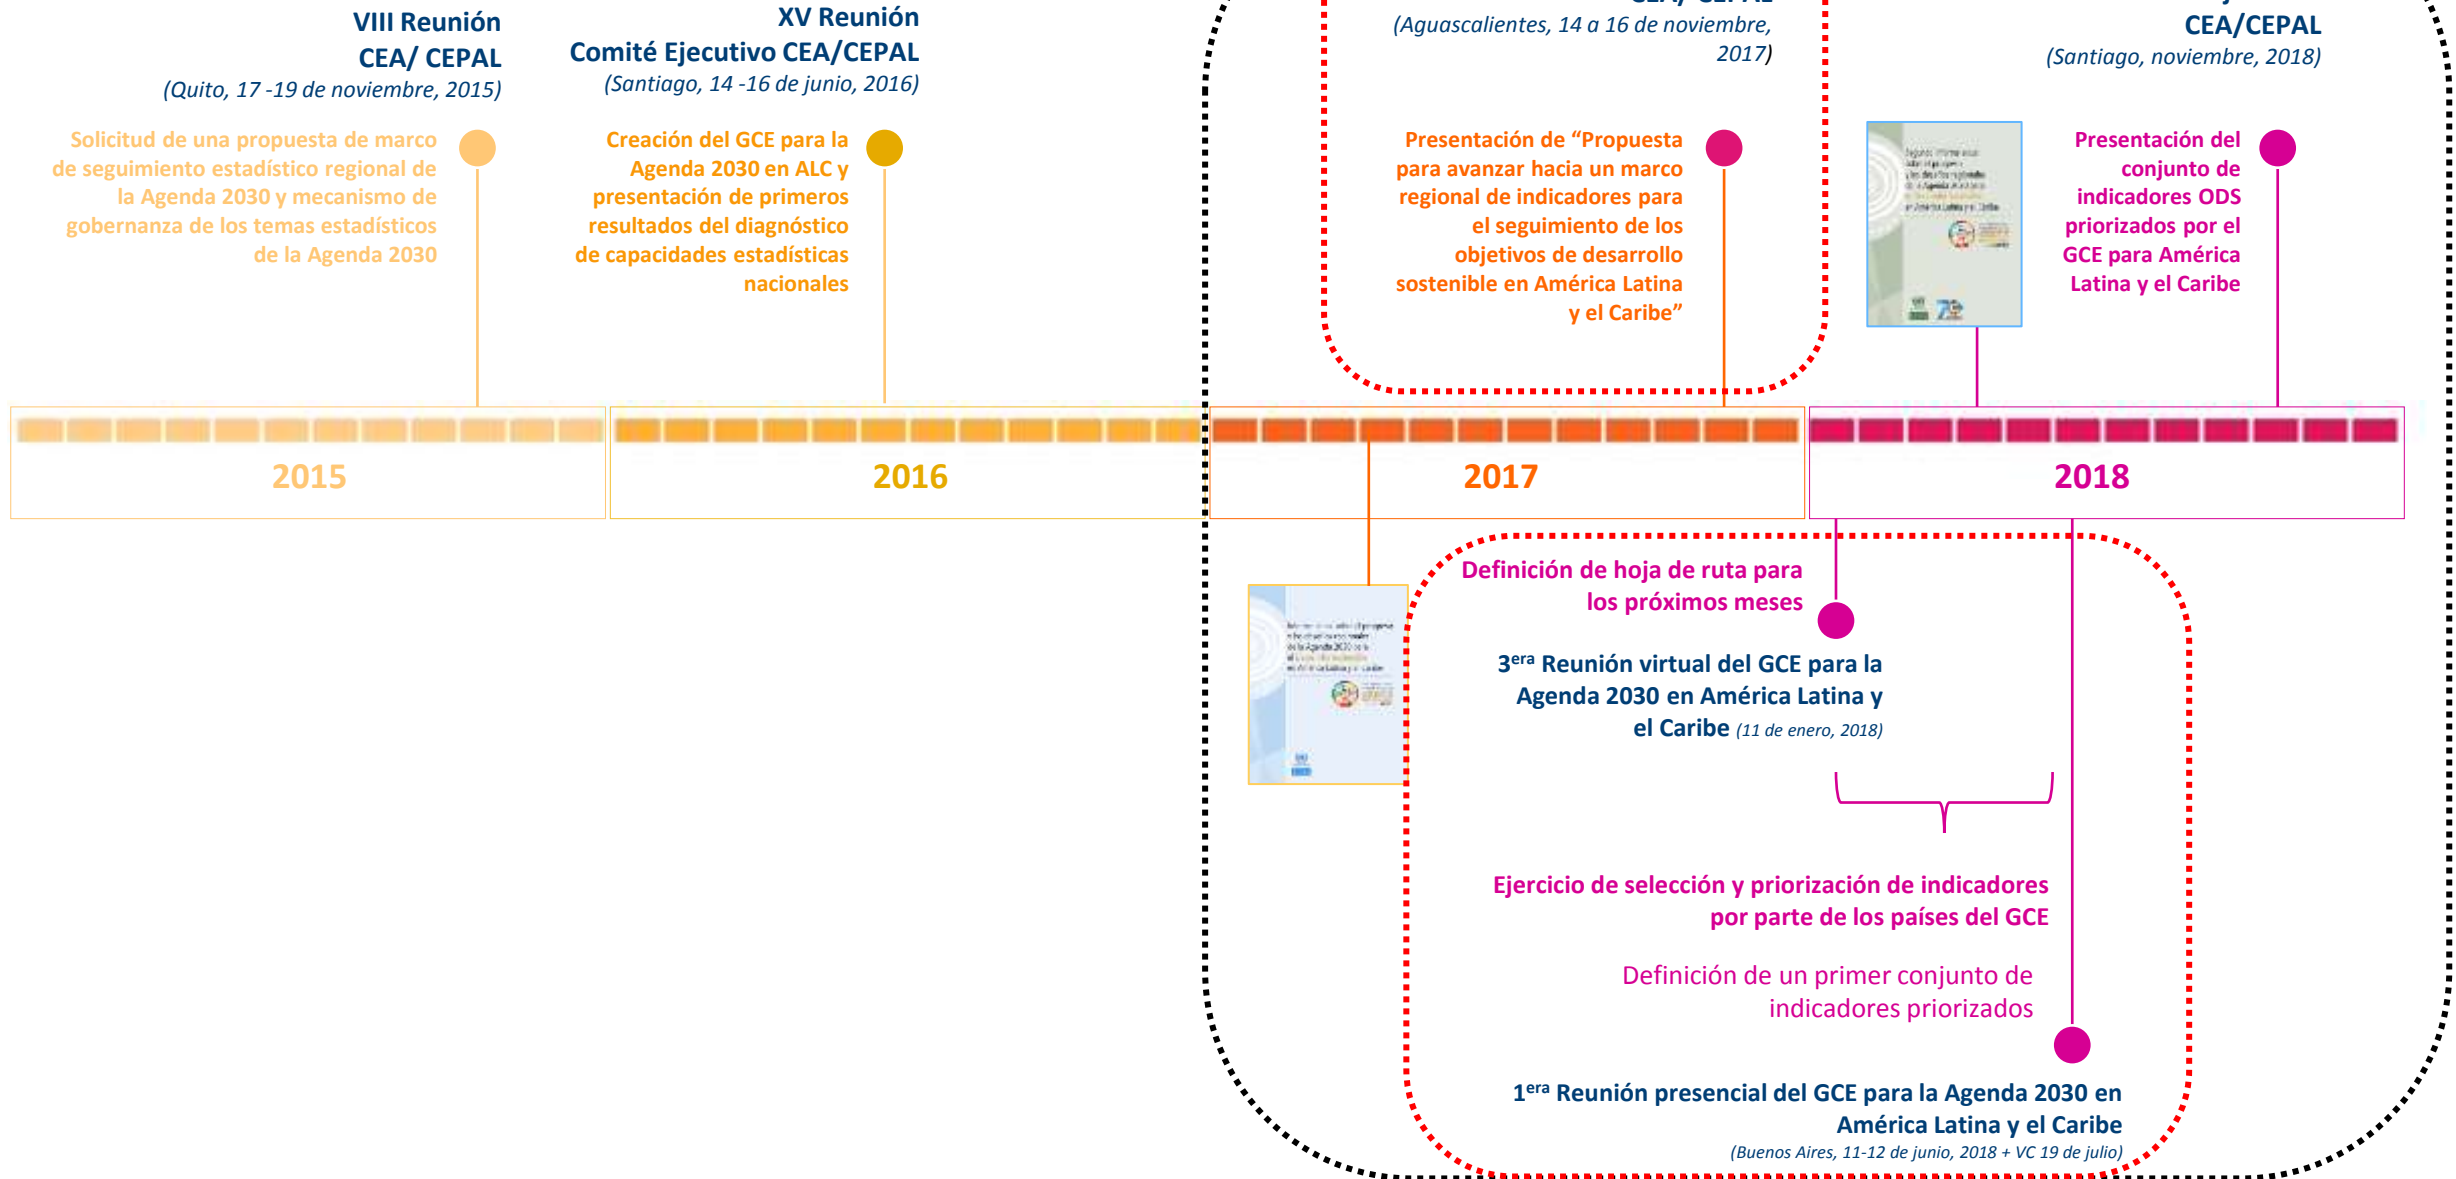 VIII Reunión
CEA/ CEPAL
(Quito, 17 -19 de noviembre, 2015)
Solicitud de una propuesta de marco
de seguimiento estadístico regional de
la Agenda 2030 y mecanismo de
gobernanza de los temas estadísticos
de la Agenda 2030
XV Reunión
Comité Ejecutivo CEA/CEPAL
(Santiago, 14 -16 de junio, 2016)
Creación del GCE para la
Agenda 2030 en ALC y
presentación de primeros
resultados del diagnóstico
de capacidades estadísticas
nacionales
CEA/ CEPAL
(Aguascalientes, 14 a 16 de noviembre,
2017)
Presentación de “Propuesta
para avanzar hacia un marco
regional de indicadores para
el seguimiento de los
objetivos de desarrollo
sostenible en América Latina
y el Caribe”
CEA/CEPAL
(Santiago, noviembre, 2018)
Presentación del
conjunto de
indicadores ODS
priorizados por el
GCE para América
Latina y el Caribe
2015
2016
2017
2018
Definición de hoja de ruta para
los próximos meses
3era Reunión virtual del GCE para la
Agenda 2030 en América Latina y
el Caribe (11 de enero, 2018)
Ejercicio de selección y priorización de indicadores
por parte de los países del GCE
Definición de un primer conjunto de
indicadores priorizados
1era Reunión presencial del GCE para la Agenda 2030 en
América Latina y el Caribe
(Buenos Aires, 11-12 de junio, 2018 + VC 19 de julio)